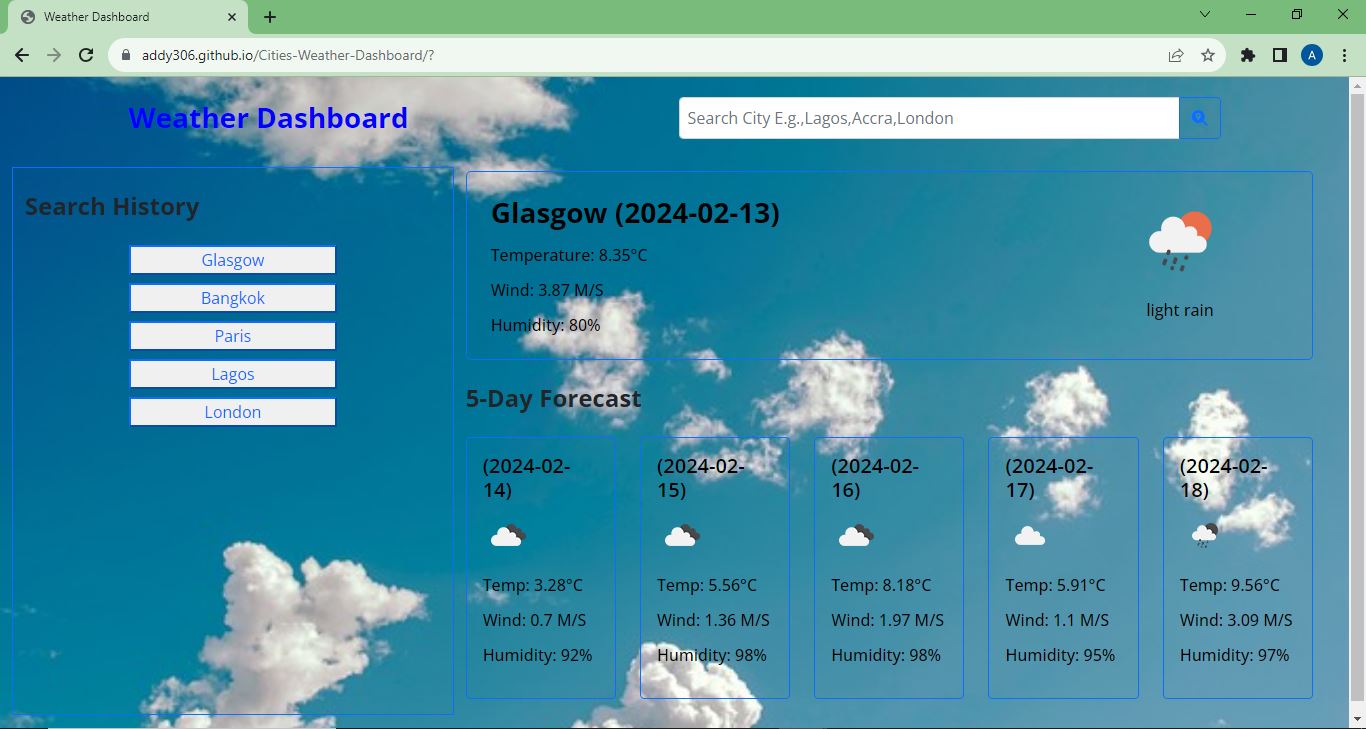 Weather Dashboard
addy306.github.io/Cities-Weather-Dashboard/?
A
Weather Dashboard
Search City E.g.,Lagos,Accra,London
Search History
Glasgow
Bangkok
Paris
Lagos
London
Glasgow (2024-02-13)
Temperature: 8.35°C
Wind: 3.87 M/S
Humidity: 80%
light rain
5-Day Forecast
(2024-02-
14)
Temp: 3.28°C
Wind: 0.7 M/S
Humidity: 92%
(2024-02-
15)
Temp: 5.56°C
Wind: 1.36 M/S
Humidity: 98%
(2024-02-
16)
Temp: 8.18°C
Wind: 1.97 M/S
Humidity: 98%
(2024-02-
17)
Temp: 5.91°C
Wind: 1.1 M/S
Humidity: 95%
(2024-02-
18)
Temp: 9.56°C
Wind: 3.09 M/S
Humidity: 97%